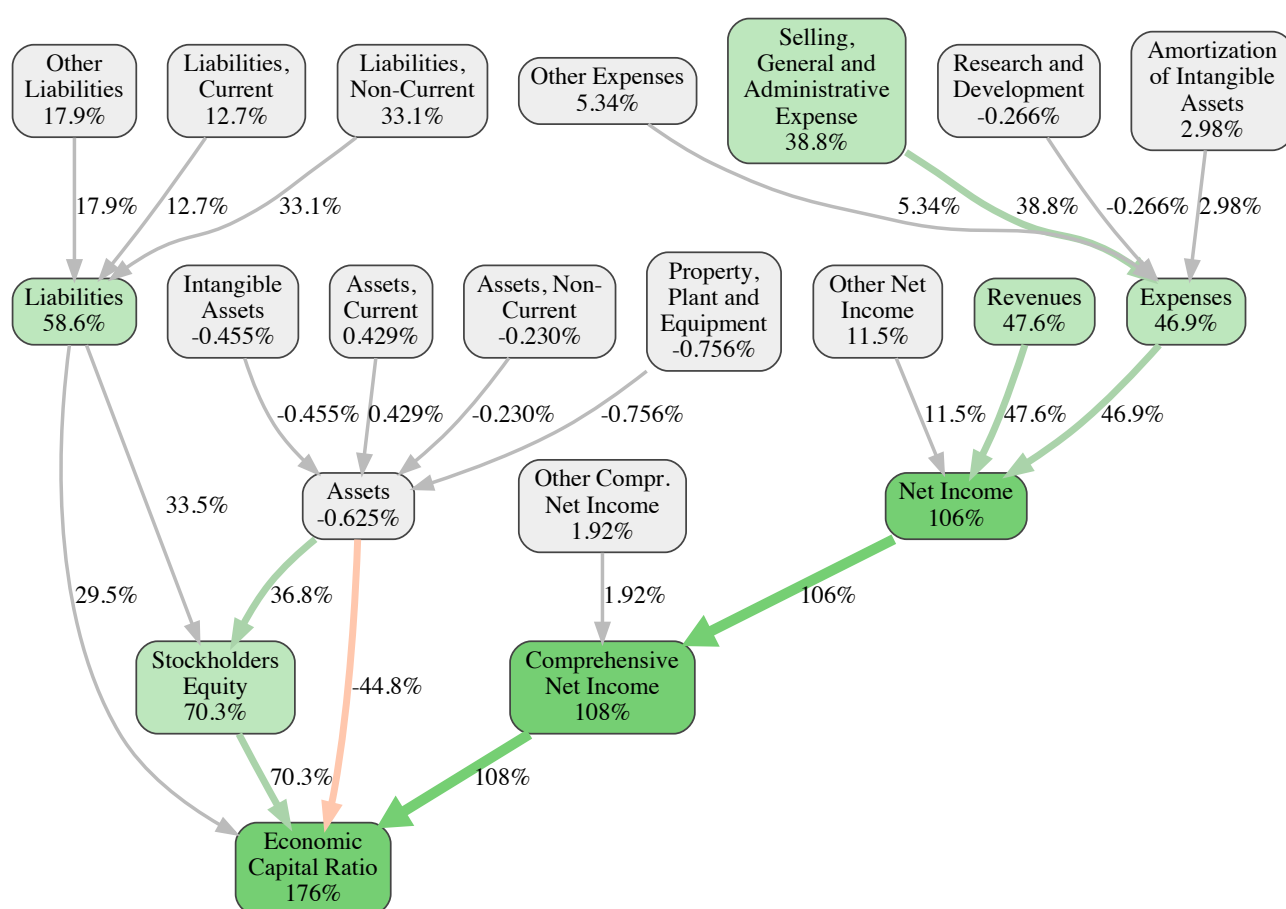 Other
Liabilities
17.9%
Liabilities,
Current
12.7%
Liabilities,
Non-Current
33.1%
Other Expenses
5.34%
Selling,
General and
Administrative
Expense
38.8%
Research and
Development
-0.266%
Amortization
of Intangible
Assets
2.98%
17.9%
12.7%
33.1%
5.34%
38.8%
-0.266%
2.98%
Liabilities
58.6%
Intangible
Assets
-0.455%
Assets,
Current
0.429%
Assets, Non-
Current
-0.230%
Property,
Plant and
Equipment
-0.756%
Other Net
Income
11.5%
Revenues
47.6%
Expenses
46.9%
-0.455%
0.429%
-0.230%
-0.756%
11.5%
47.6%
46.9%
33.5%
Assets
-0.625%
Other Compr.
Net Income
1.92%
Net Income
106%
29.5%
36.8%
1.92%
106%
Stockholders
Equity
70.3%
-44.8%
Comprehensive
Net Income
108%
70.3%
108%
Economic
Capital Ratio
176%